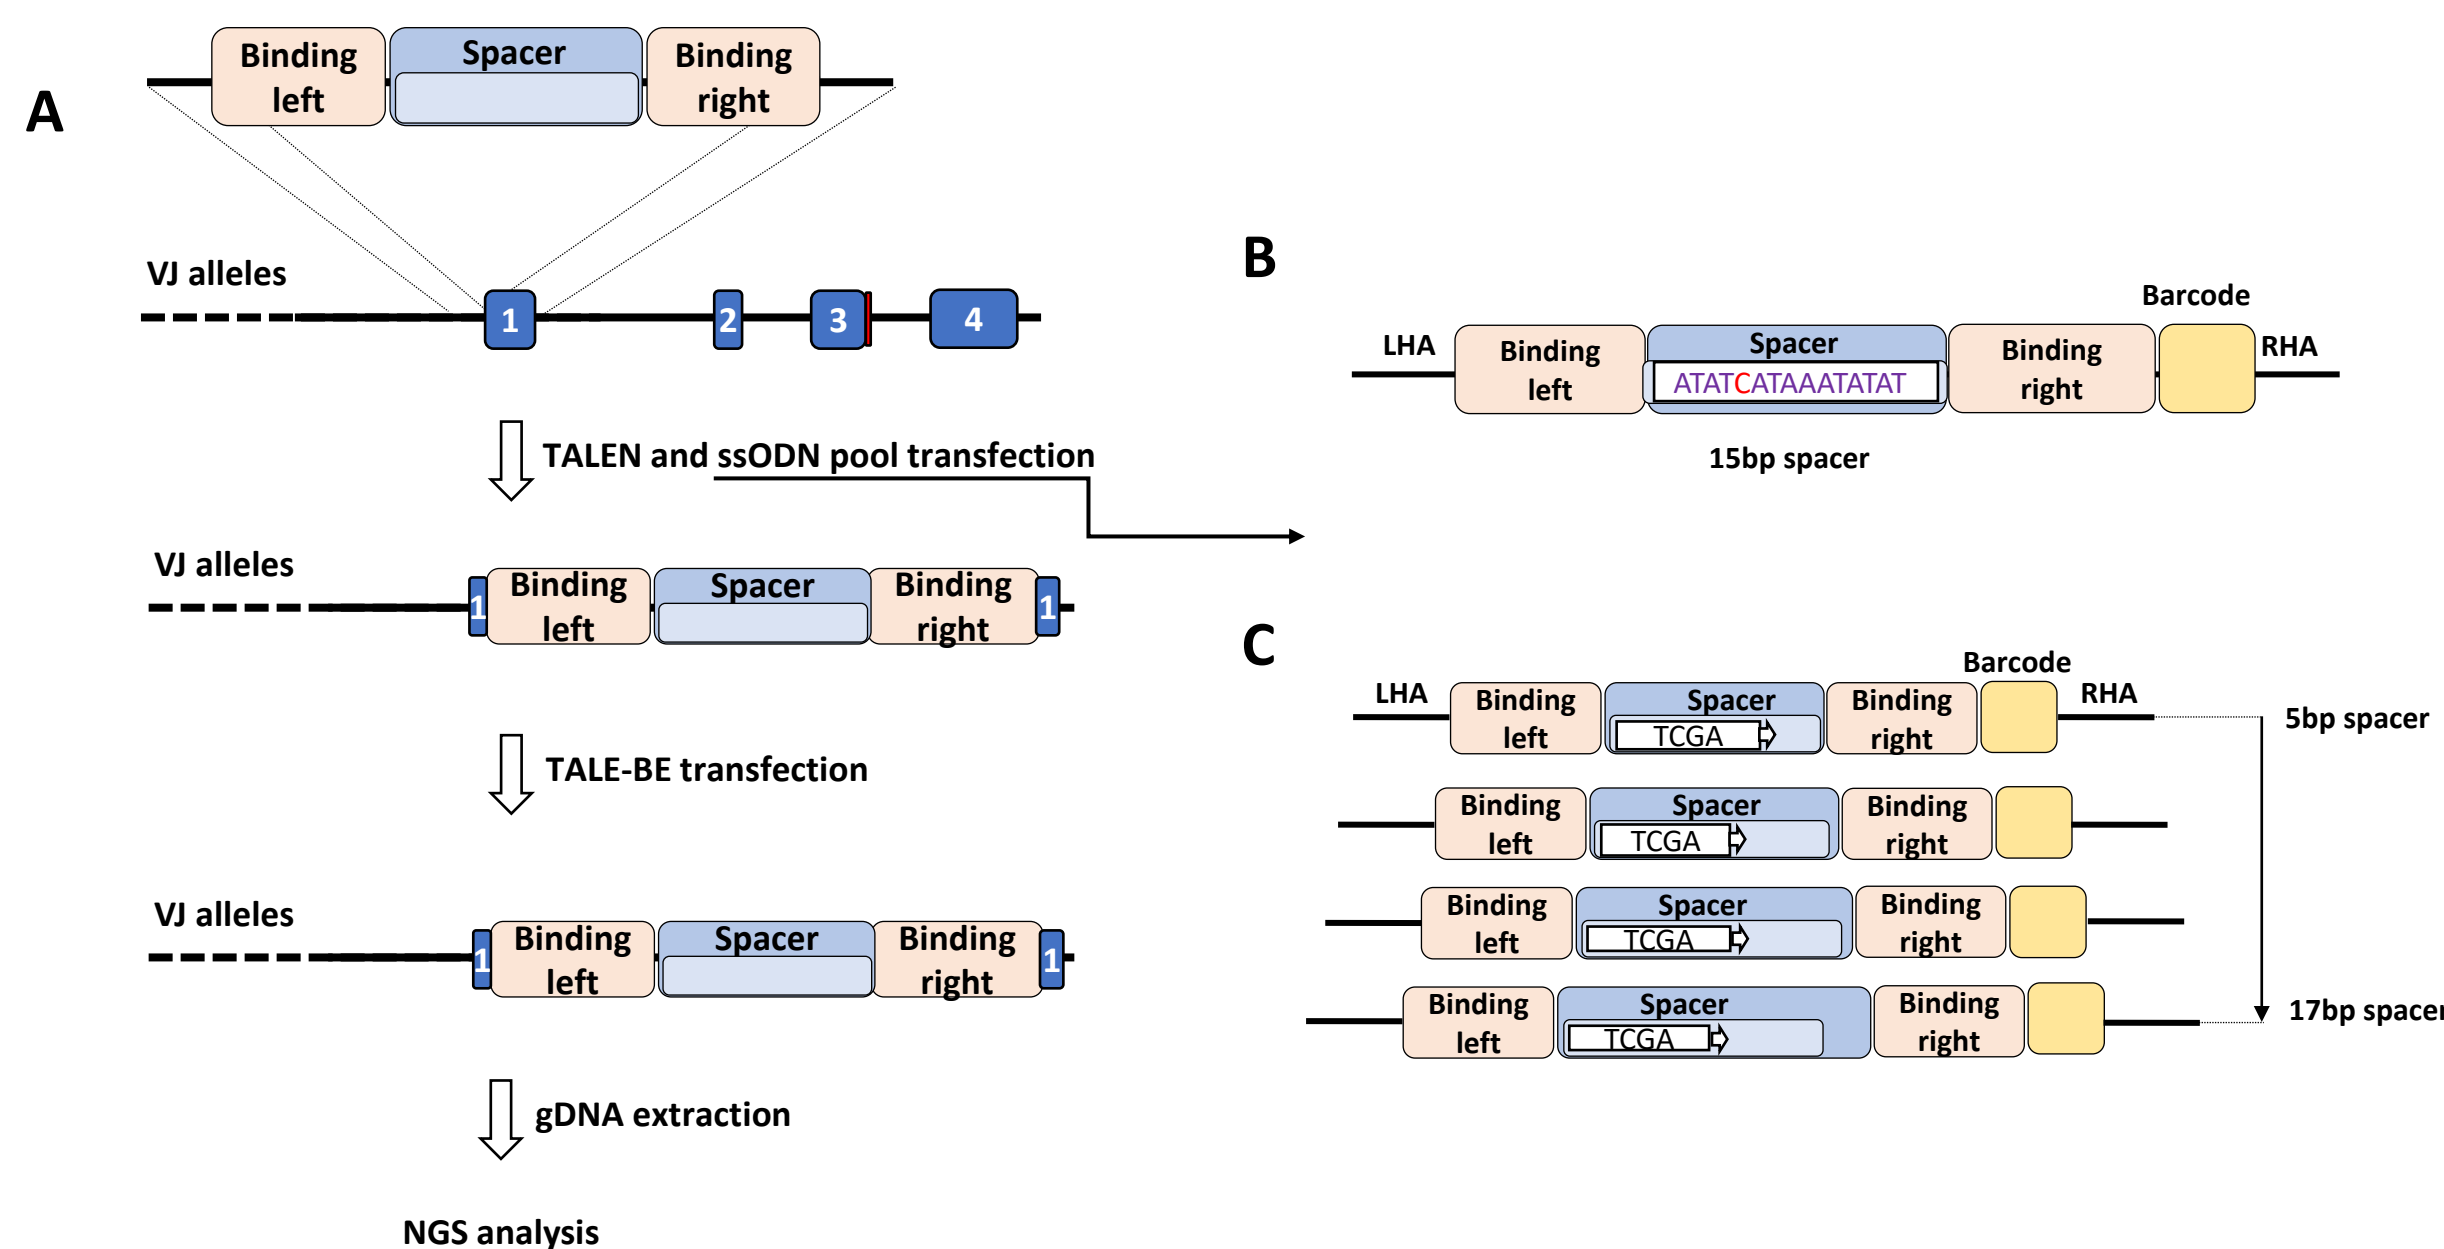 A
Binding
left
Spacer
Binding
right
VJ alleles
1
2
3
4
TALEN and ssODN pool transfection
VJ alleles
1
Binding
left
Spacer
Binding
right
1
TALE-BE transfection
VJ alleles
1
Binding
left
Spacer
Binding
right
1
gDNA extraction
NGS analysis
B
Barcode
LHA
Binding
left
Spacer
ATATCATAAATATAT
Binding
right
RHA
15bp spacer
C
Barcode
LHA
Binding
left
Spacer
TCGA
Binding
right
RHA
5bp spacer
Binding
left
Spacer
TCGA
Binding
right
Binding
left
Spacer
TCGA
Binding
right
Binding
left
Spacer
TCGA
Binding
right
17bp spacer